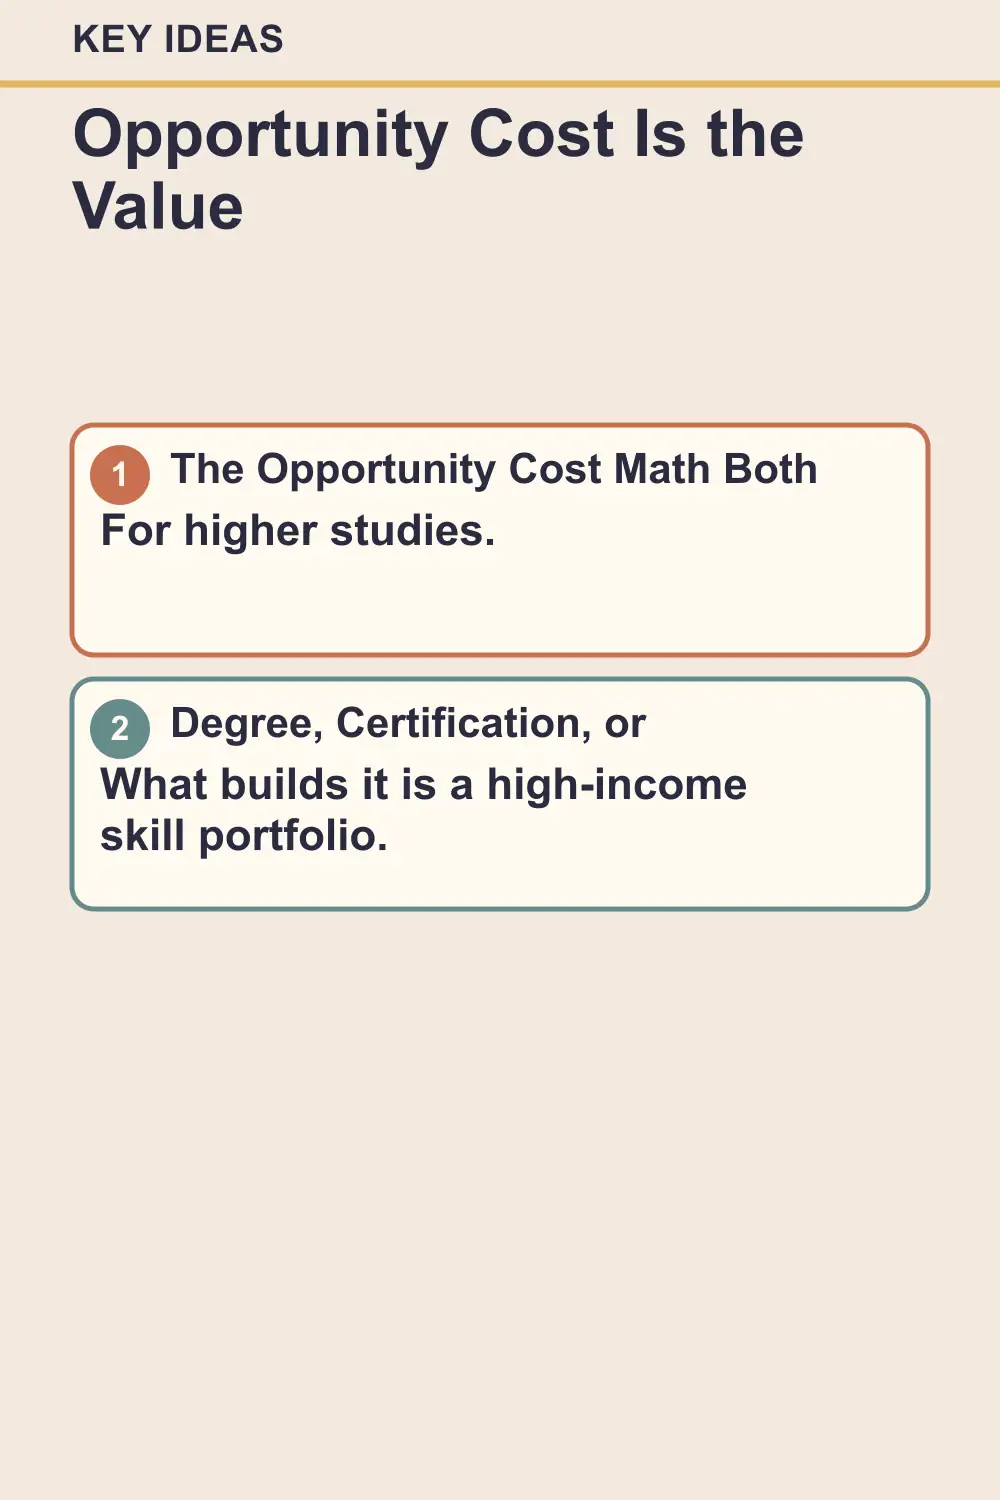 KEY IDEAS
Opportunity Cost Is the
Value
1 The Opportunity Cost Math Both
For higher studies.
2 Degree, Certification, or
What builds it is a high-income
skill portfolio.